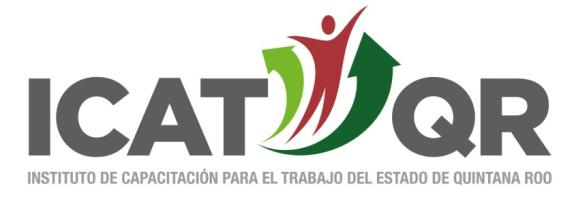 ICAT QR
INSTITUTO DE CAPACITACIÓN PARA EL TRABAJO DEL ESTADO DE QUINTANA ROO